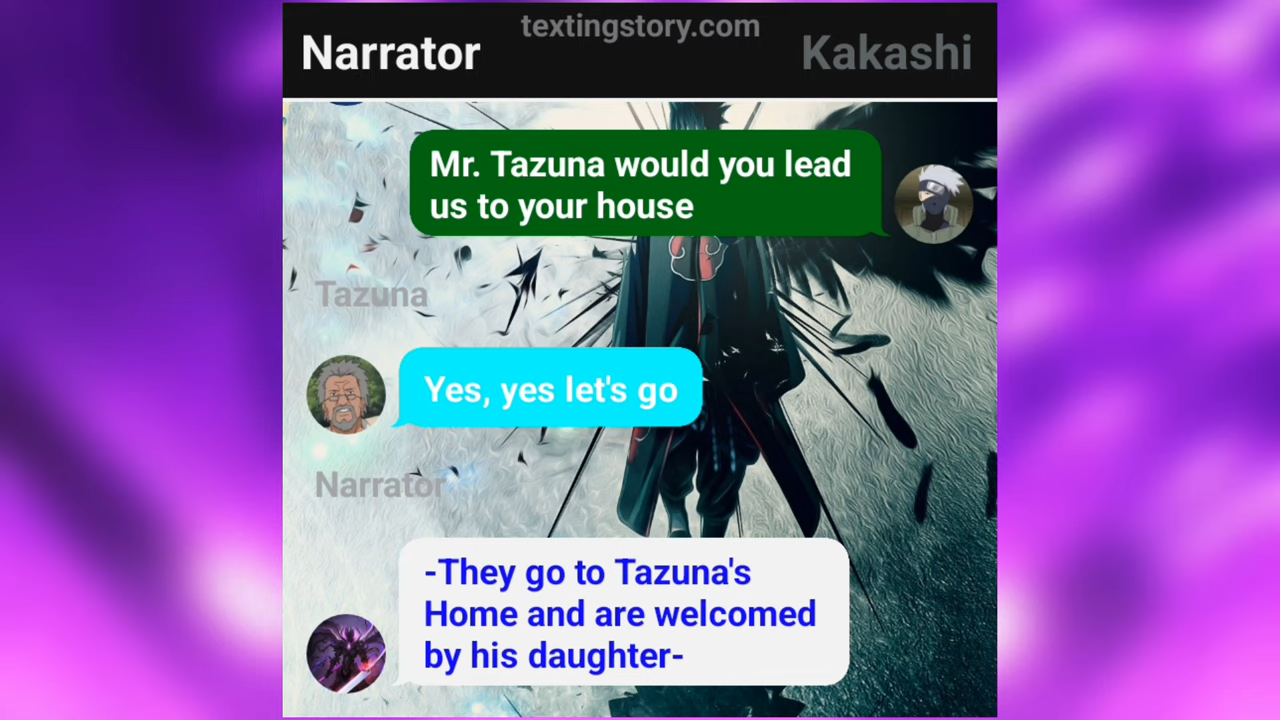 textingstory.com
Narrator
Kakashi
Mr. Tazuna would you lead
us to your house
Tazuna
Yes, yes let's go
Narrator
-They go to Tazuna's
Home and are welcomed
by his daughter-